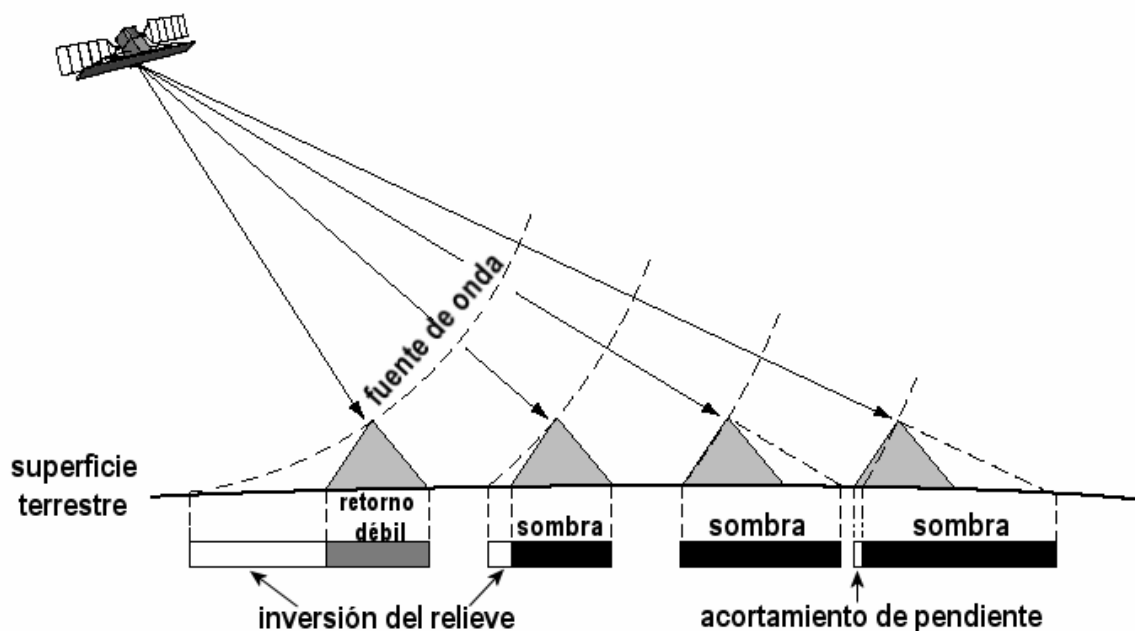 fuente de onda
superficie
terrestre
retorno
débil
sombra
sombra
sombra
inversión del relieve
acortamiento de pendiente